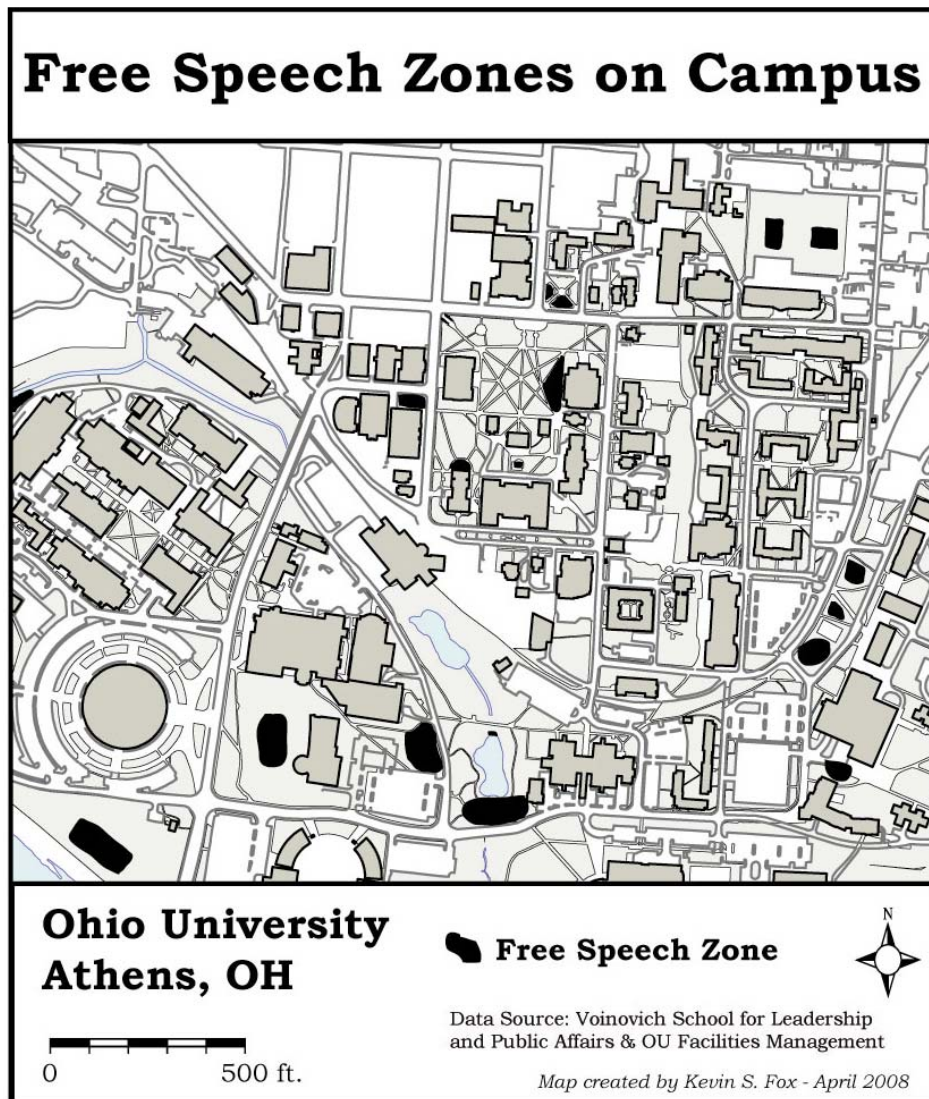 Free Speech Zones on Campus
Ohio University
Athens, OH
0 500 ft.
Free Speech Zone
N
Data Source: Voinovich School for Leadership
and Public Affairs & OU Facilities Management
Map created by Kevin S. Fox - April 2008